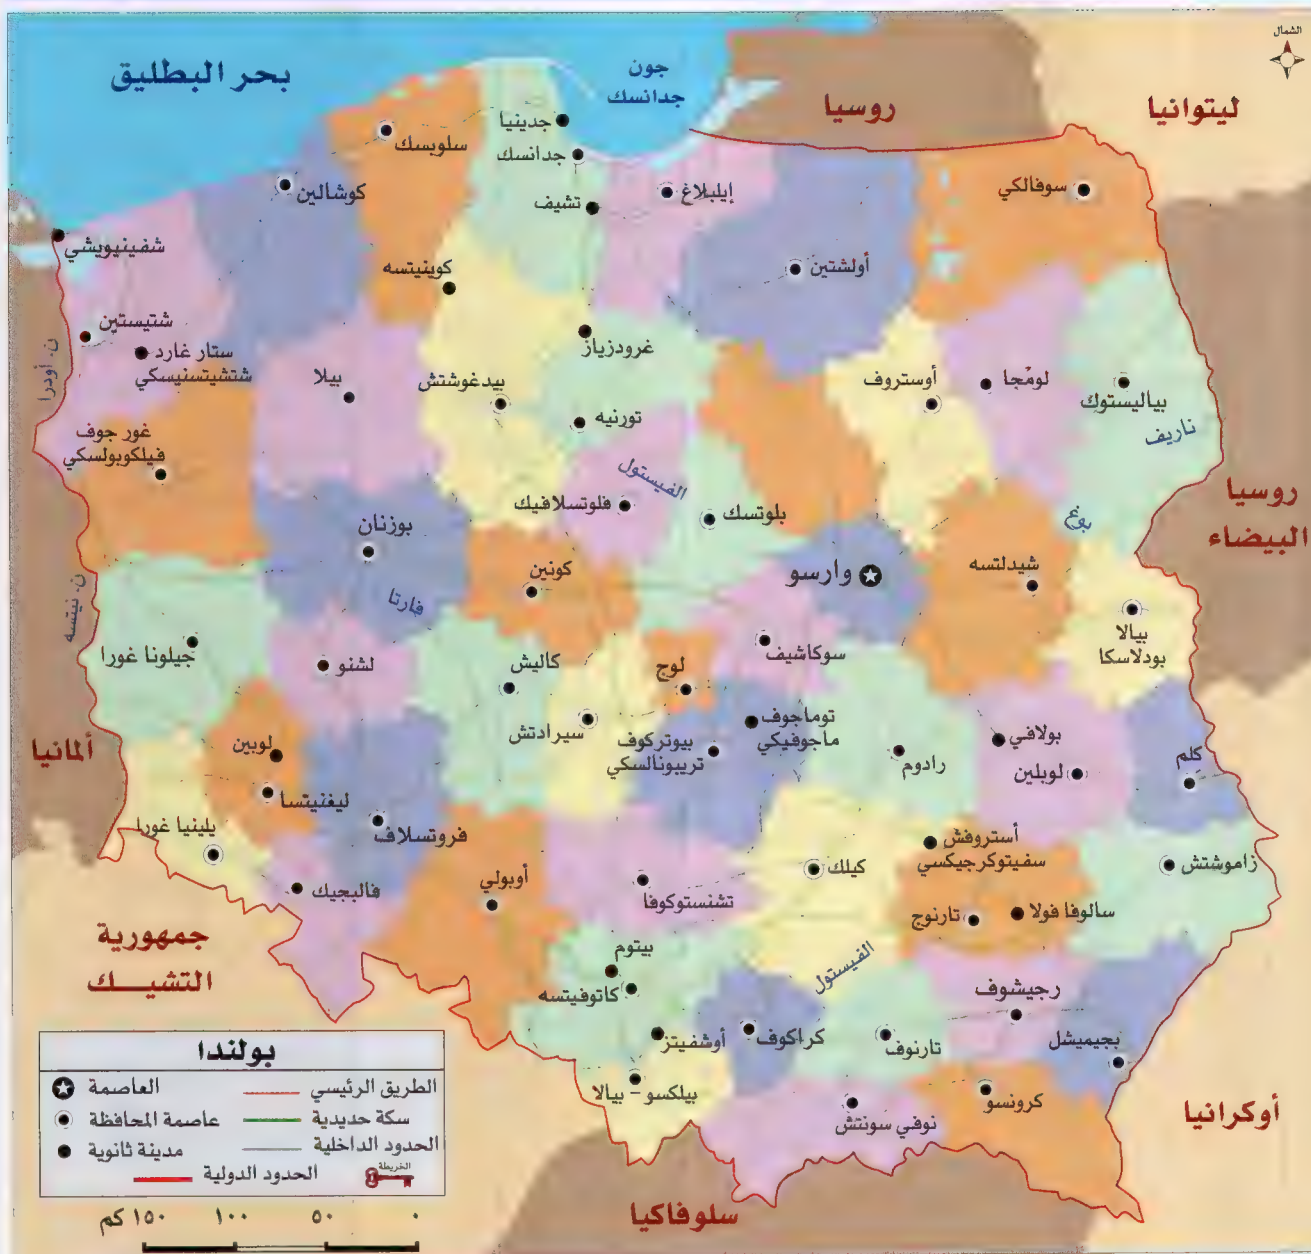 الشمال
بحر البطليق
جون
جدانسك
روسيا
ليتوانيا
جدينيا
سلوبسك
جدانسك
كوشالين
تشيف
إيلبلاغ
سوفالكي
شفينهويشي
كوينيتسه
أولشتين
شتيستين
ستار غارد
شتشيتسنيسكي
غرودزياز
ن. أودرا
بيلا
بيدغوشتش
أوستروف
لومجا
بياليستوك
تورنيه
ناريف
غور جوف
فيلكوبولسكي
الفيستول
فلوتسلافيك
بلوتسك
بوغ
روسيا
البيضاء
بوزنان
كونين
وارسو
شيدلتسه
ن. نيتسه
فارتا
بيالا
بودلاسكا
جيلونا غورا
لشنو
كاليش
لوج
سوكاشيف
سيرادتش
بيوتركوف
تريبونالسكي
توماجوف
ماجوفيكي
رادوم
بولافي
لوبلين
كلم
ألمانيا
لوبين
ليغنيتسا
فروتسلاف
يلينيا غورا
فالبجيك
أوبولي
تشنستوكوفا
كيلك
أستروفش
سفيتوكرجيكسي
زاموشتش
تارنوج
سالوفا فولا
جمهورية
التشيك
بيتوم
كاتوفيتسه
الفيستول
رجيشوف
أوشفيتز
كراكوف
تارنوف
بجيميشل
بيلكسو - بيالا
نوفي سونتش
كرونسو
أوكرانيا
سلوفاكيا
بولندا
العاصمة
الطريق الرئيسي
عاصمة المحافظة
سكة حديدية
مدينة ثانوية
الحدود الداخلية
الحدود الدولية
الخريطة
٠ ٥٠ ١٠٠ ١٥٠ كم